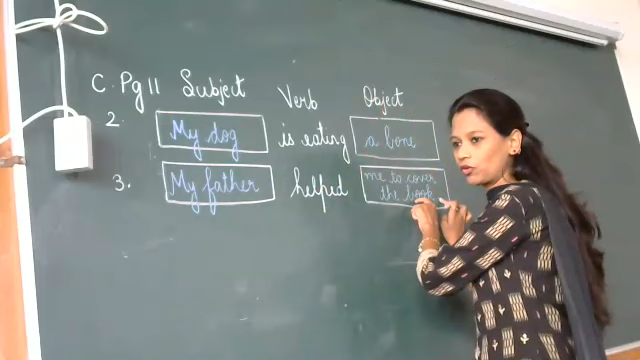 C. Pg 11 Subject Verb Object
2. My dog is eating a bone
3. My father helped me to cover
the book